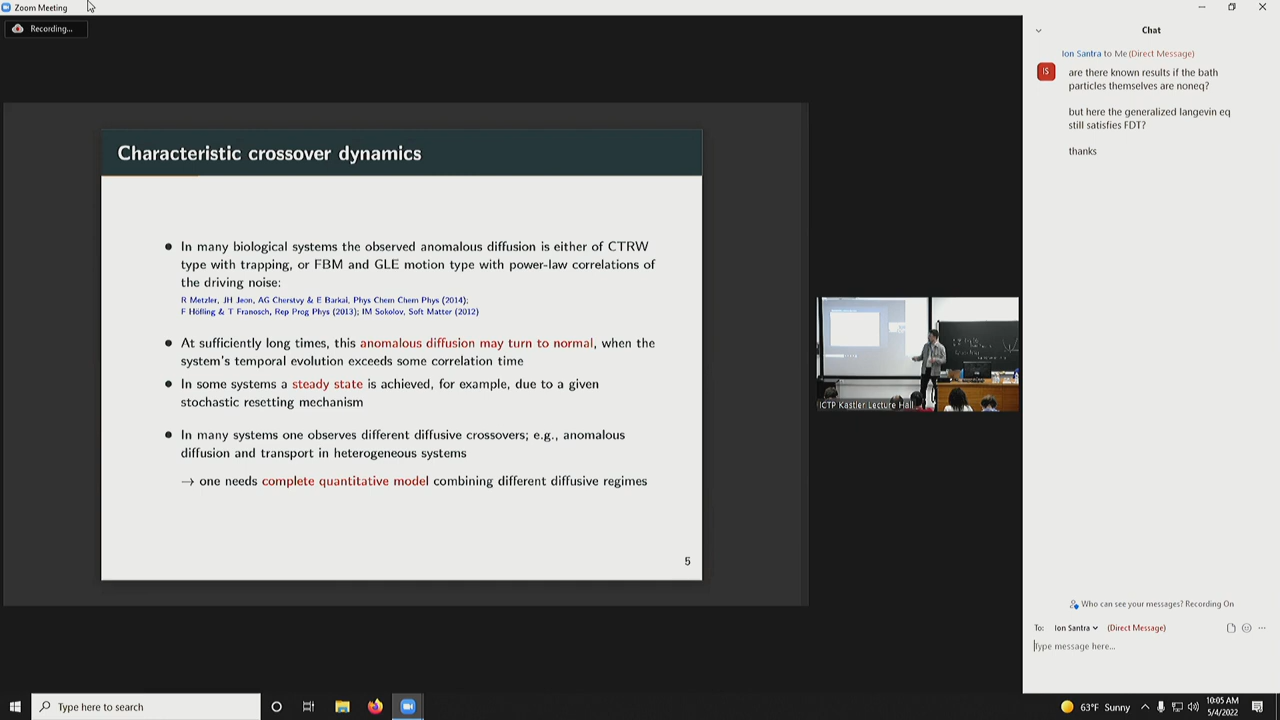 Zoom Meeting
Recording...
Characteristic crossover dynamics
In many biological systems the observed anomalous diffusion is either of CTRW
type with trapping, or FBM and GLE motion type with power-law correlations of
the driving noise:
R Metzler, JH Jeon, AG Cherstvy & E Barkai, Phys Chem Chem Phys (2014);
F Höfling & T Franosch, Rep Prog Phys (2013); IM Sokolov, Soft Matter (2012)
At sufficiently long times, this anomalous diffusion may turn to normal, when the
system's temporal evolution exceeds some correlation time
In some systems a steady state is achieved, for example, due to a given
stochastic resetting mechanism
In many systems one observes different diffusive crossovers; e.g., anomalous
diffusion and transport in heterogeneous systems
→ one needs complete quantitative model combining different diffusive regimes
5
ICTP Kastler Lecture Hall
Chat
Ion Santra to Me (Direct Message)
IS
are there known results if the bath
particles themselves are noneq?
but here the generalized langevin eq
still satisfies FDT?
thanks
Who can see your messages? Recording On
To: Ion Santra (Direct Message)
Type message here...
Type here to search
63°F Sunny
10:05 AM
5/4/2022